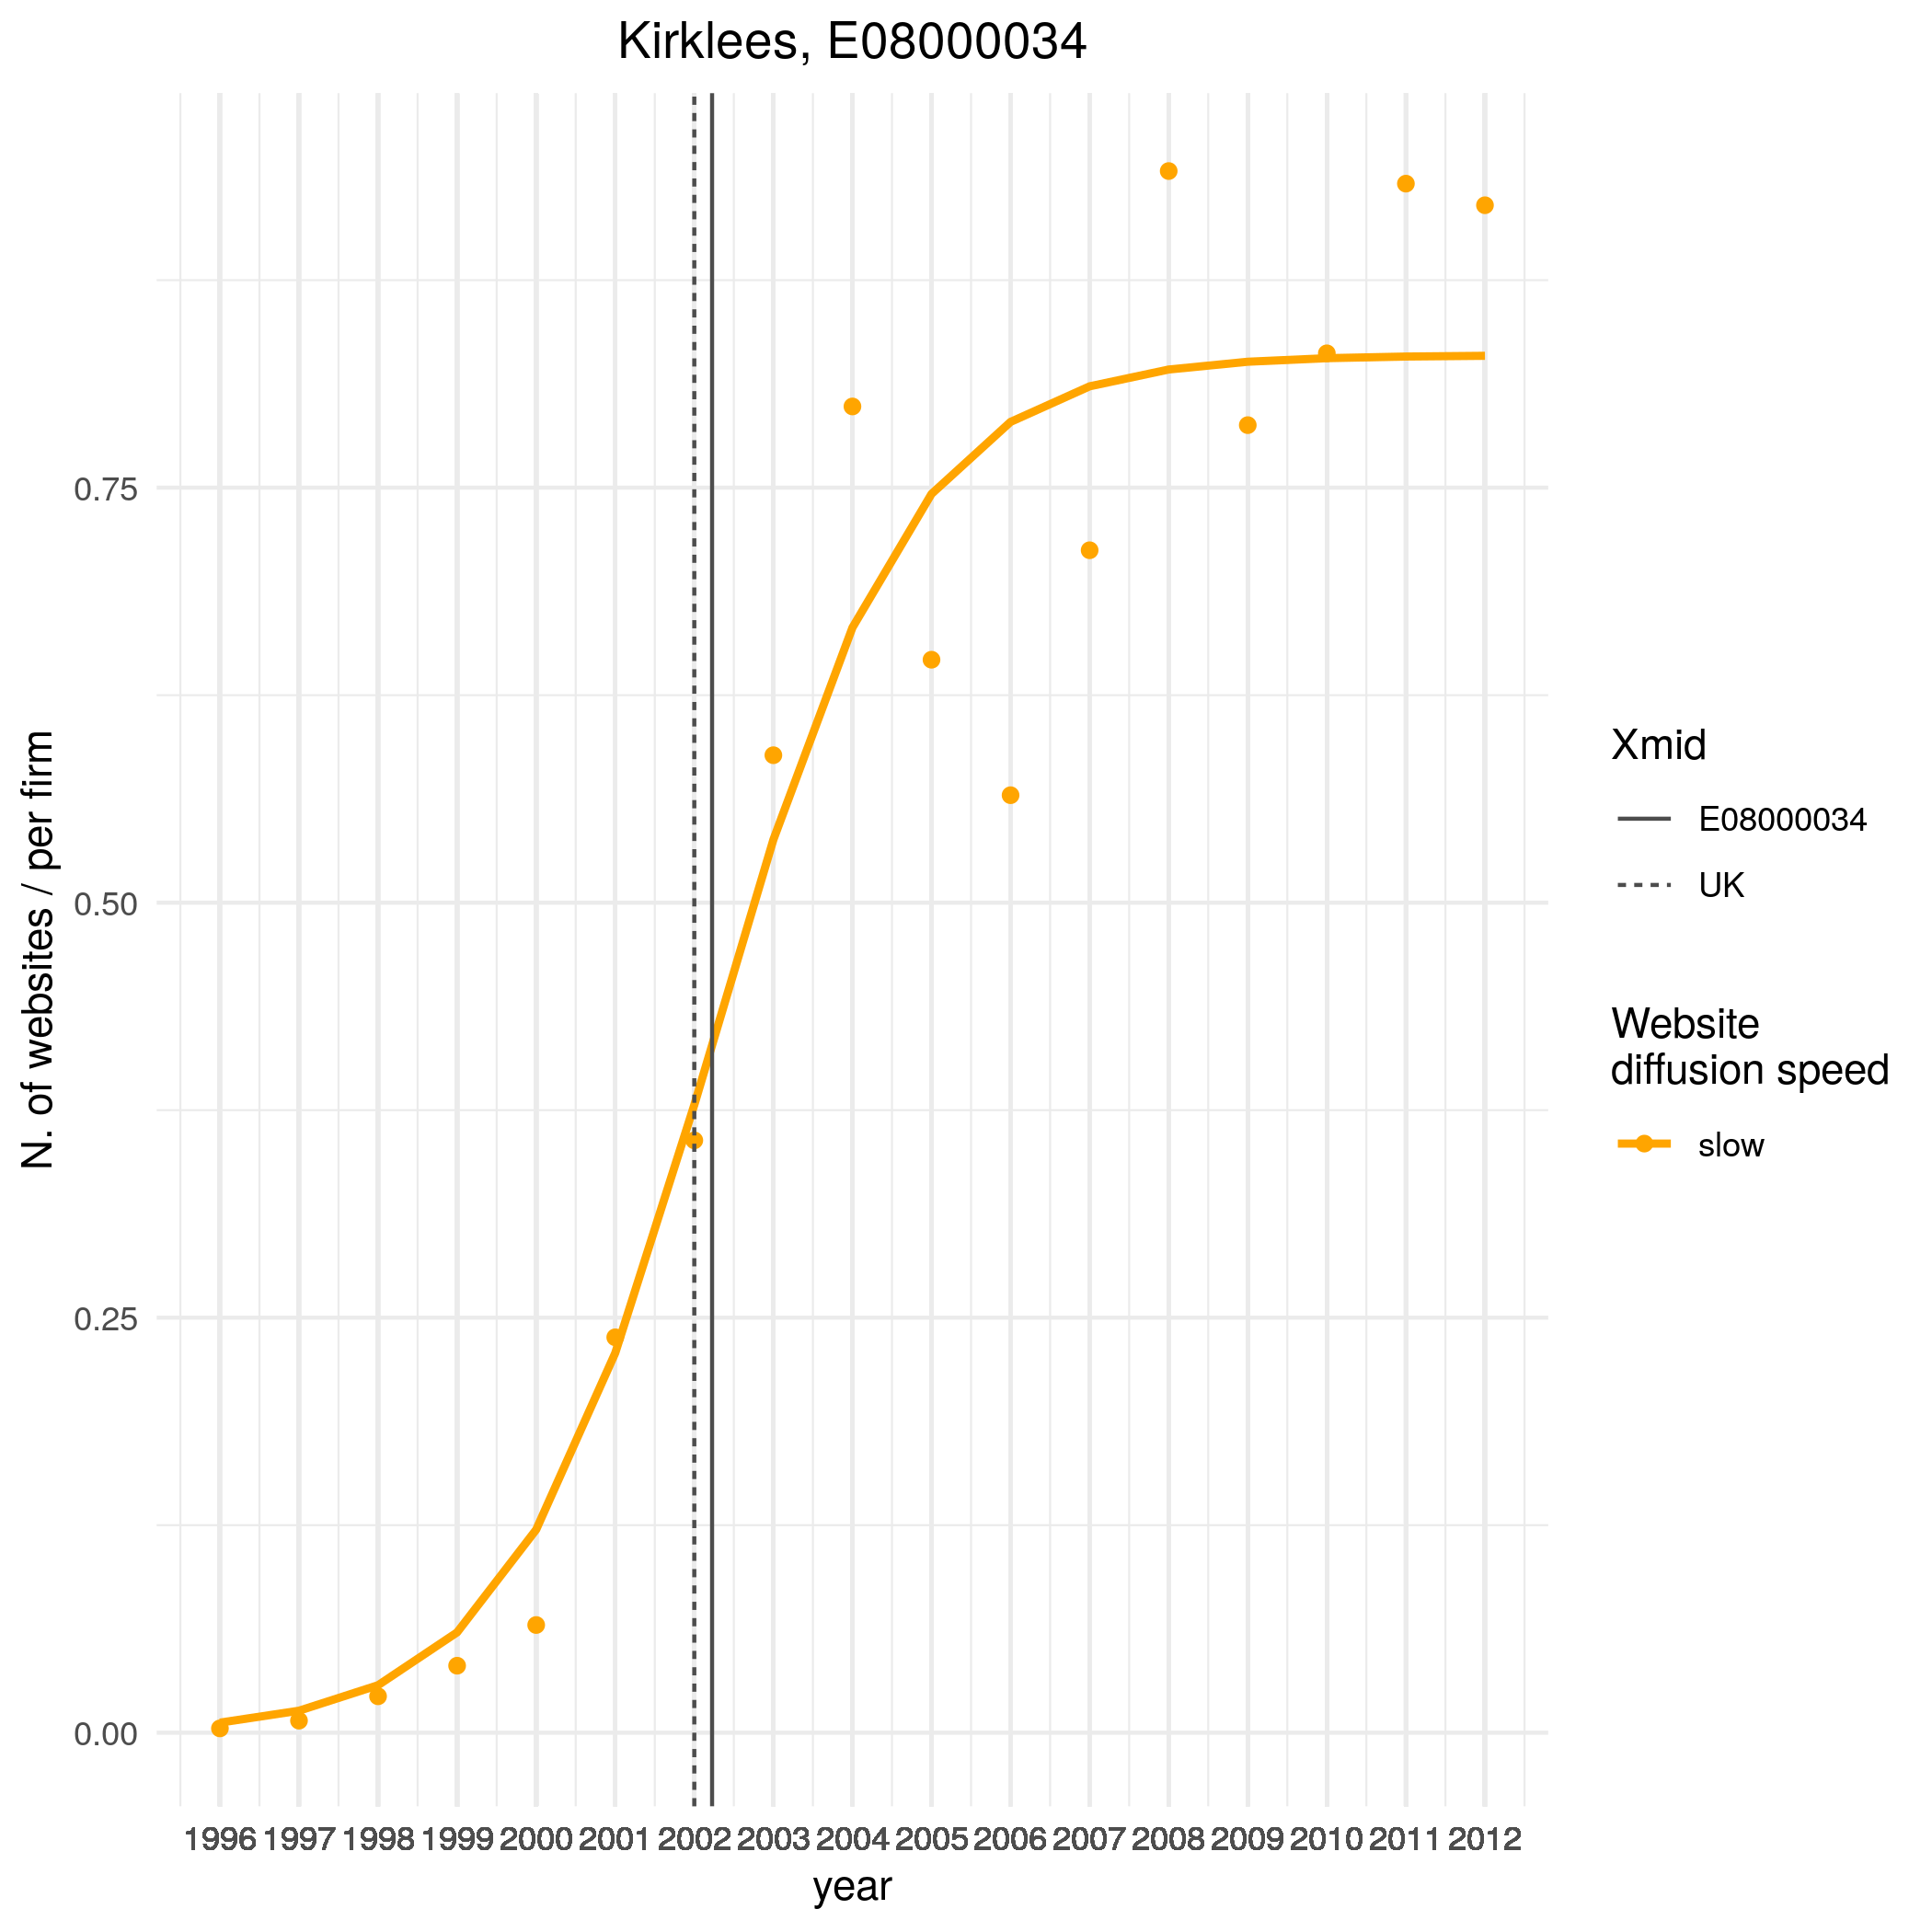 Kirklees, E08000034
N. of websites / per firm
0.75
0.50
0.25
0.00
1996 1997 1998 1999 2000 2001 2002 2003 2004 2005 2006 2007 2008 2009 2010 2011 2012
year
Xmid
E08000034
UK
Website
diffusion speed
slow